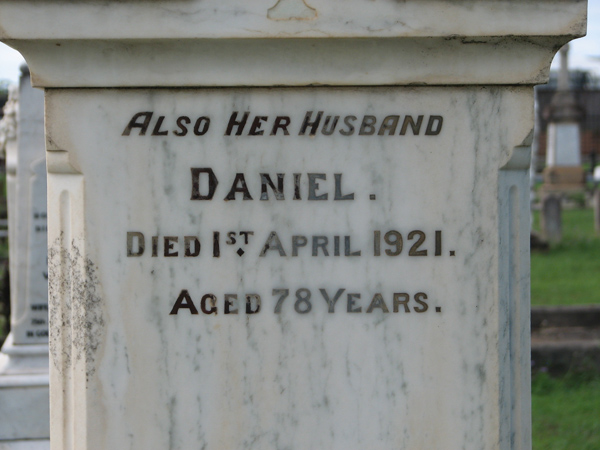 Also Her Husband
Daniel.
Died 1st April 1921.
Aged 78 Years.